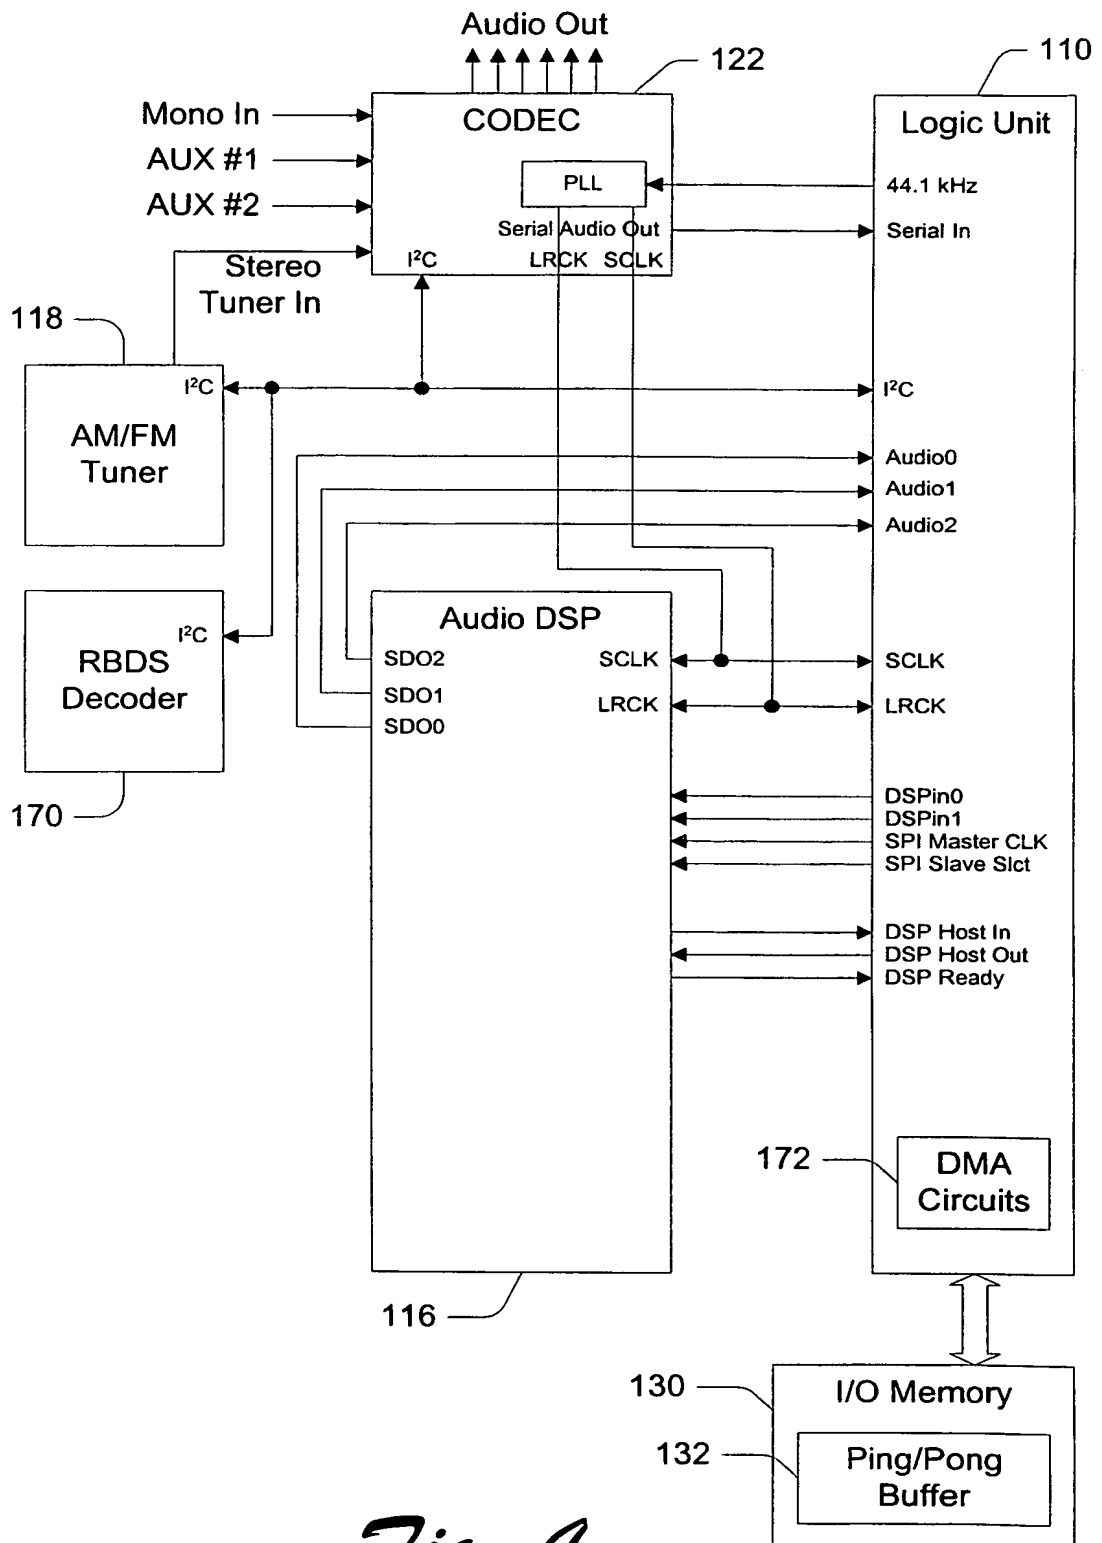 Audio Out
122
110
Mono In
AUX #1
AUX #2
CODEC
PLL
Serial Audio Out
I²C
LRCK
SCLK
Logic Unit
44.1 kHz
Serial In
Stereo
Tuner In
118
I²C
AM/FM
Tuner
I²C
Audio0
Audio1
Audio2
I²C
RBDS
Decoder
170
Audio DSP
SDO2
SDO1
SDO0
SCLK
LRCK
SCLK
LRCK
DSPin0
DSPin1
SPI Master CLK
SPI Slave Slct
DSP Host In
DSP Host Out
DSP Ready
172
DMA
Circuits
116
130
I/O Memory
132
Ping/Pong
Buffer